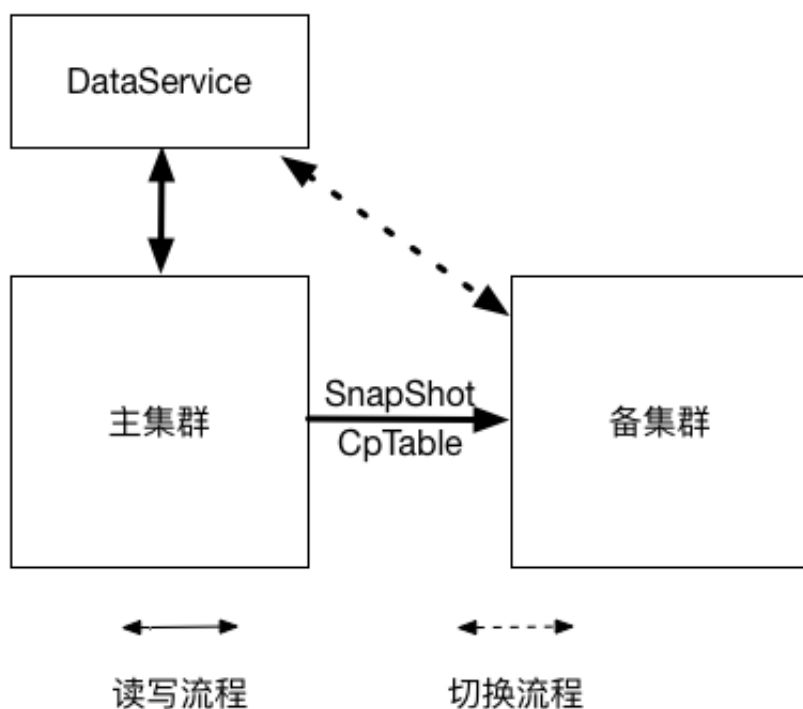 DataService
SnapShot
主集群
备集群
CpTable
读写流程
切换流程